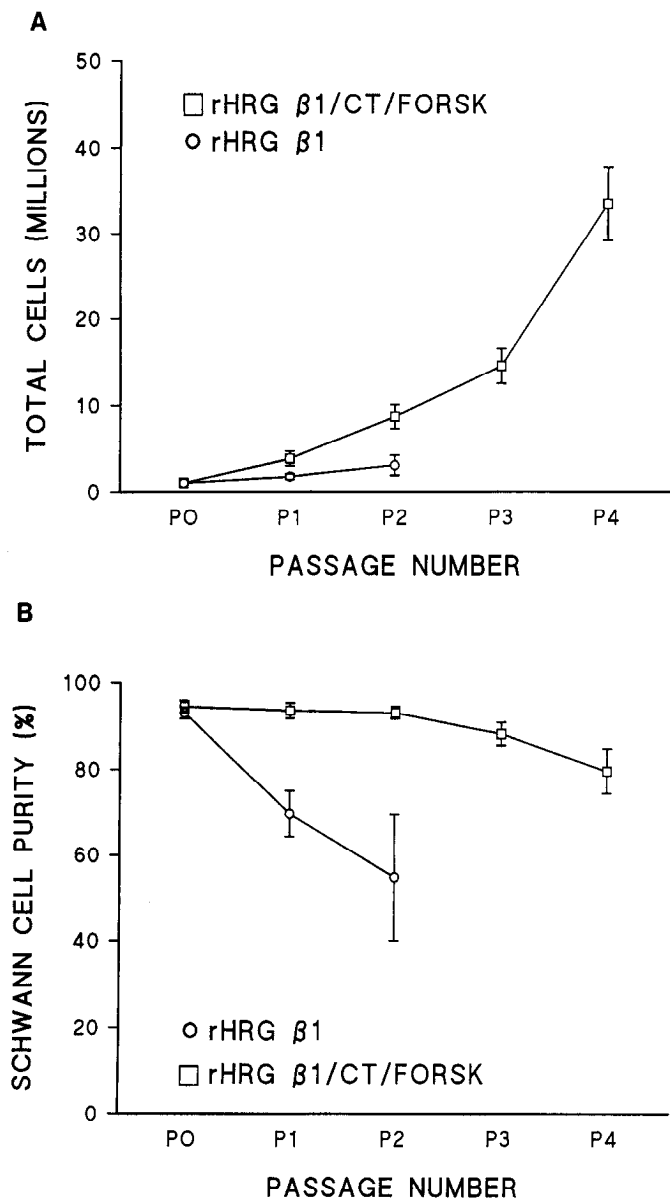 A
TOTAL CELLS (MILLIONS)
50
40
30
20
10
0
rHRG β1/CT/FORSK
rHRG β1
P0 P1 P2 P3 P4
PASSAGE NUMBER
B
SCHWANN CELL PURITY (%)
100
80
60
40
20
0
rHRG β1
rHRG β1/CT/FORSK
P0 P1 P2 P3 P4
PASSAGE NUMBER